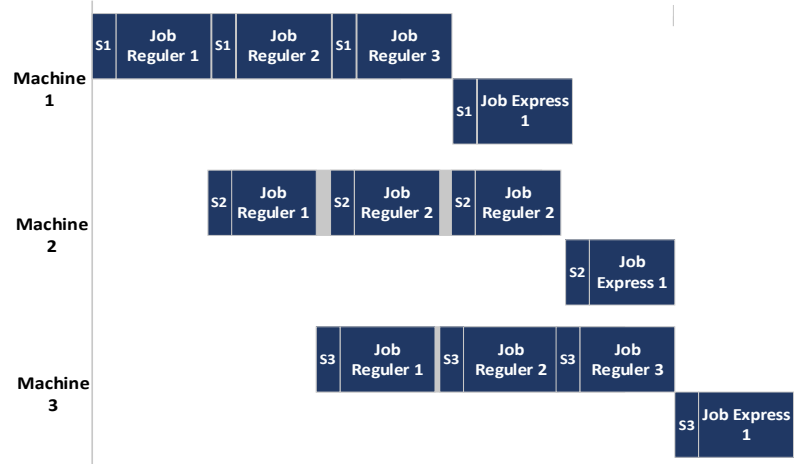 Machine
1
S1
Job
Reguler 1
S1
Job
Reguler 2
S1
Job
Reguler 3
S1
Job Express
1
Machine
2
S2
Job
Reguler 1
S2
Job
Reguler 2
S2
Job
Reguler 2
S2
Job
Express 1
Machine
3
S3
Job
Reguler 1
S3
Job
Reguler 2
S3
Job
Reguler 3
S3
Job Express
1